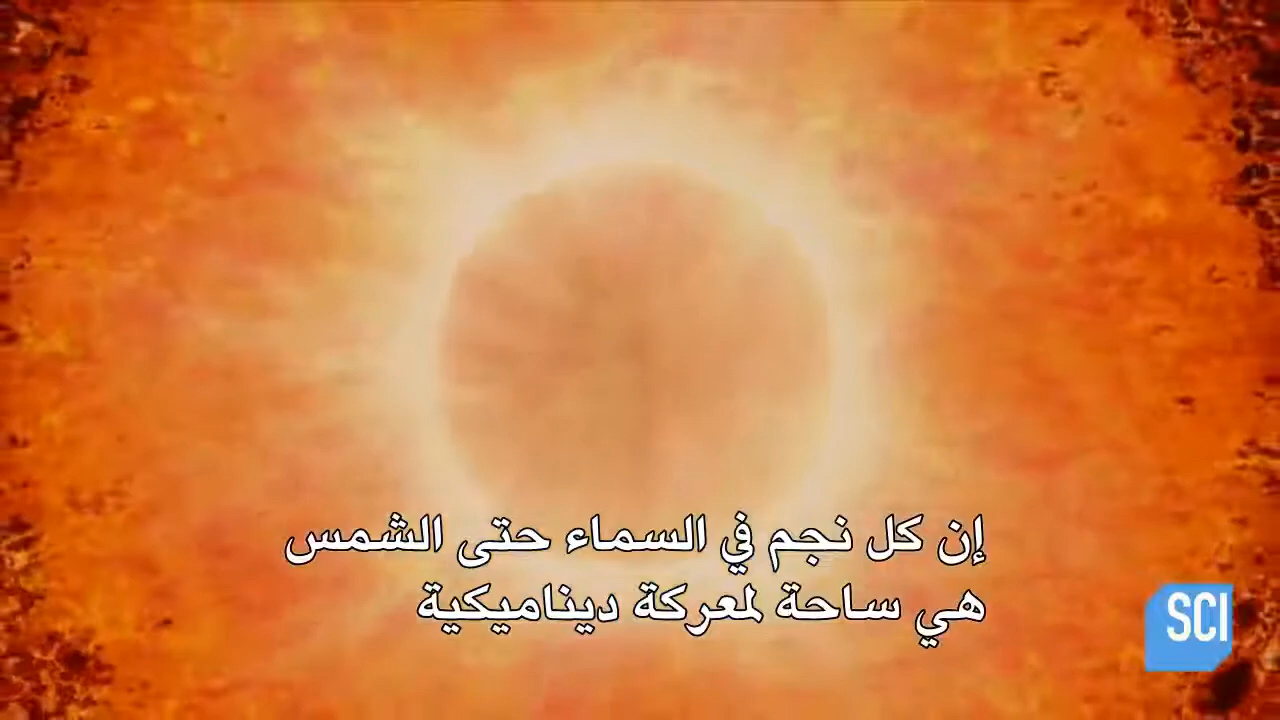 إن كل نجم في السماء حتى الشمس
هي ساحة لمعركة ديناميكية
SCI